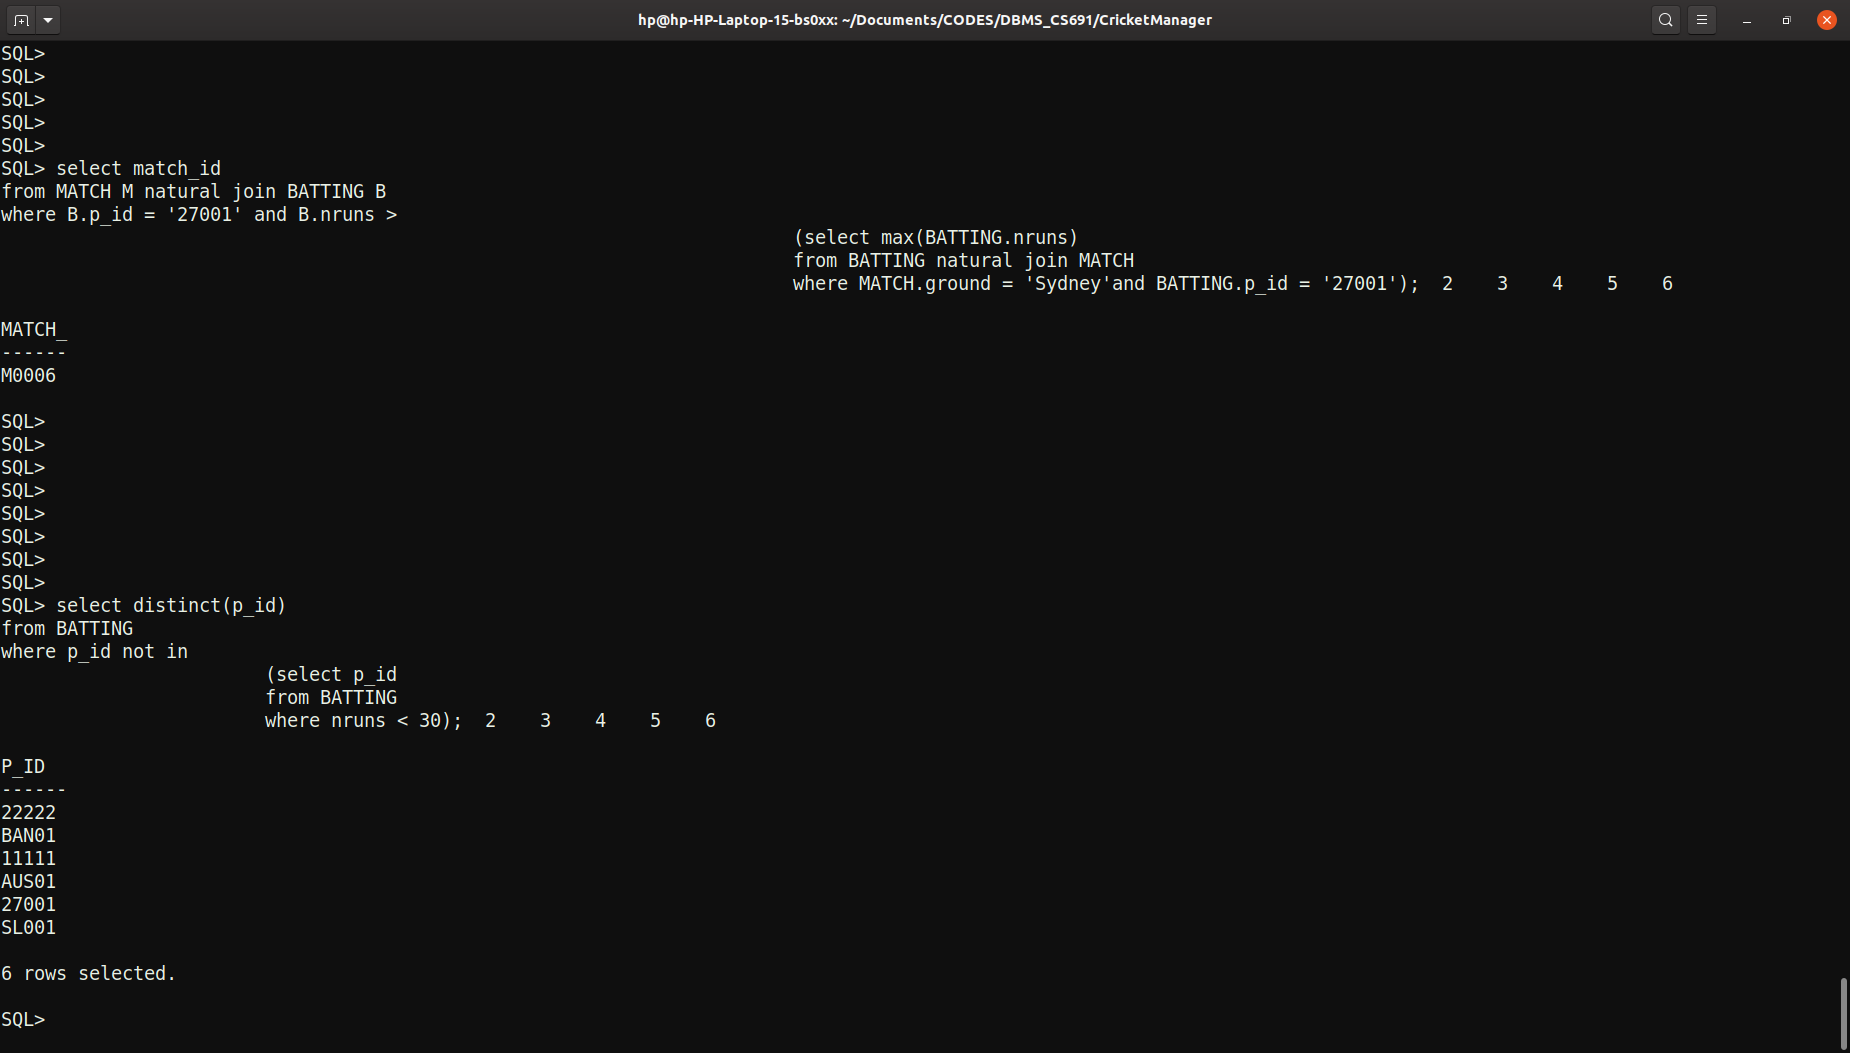 hp@hp-HP-Laptop-15-bs0xx: ~/Documents/CODES/DBMS_CS691/CricketManager
SQL>
SQL>
SQL>
SQL>
SQL>
SQL> select match_id
from MATCH M natural join BATTING B
where B.p_id = '27001' and B.nruns >
(select max(BATTING.nruns)
from BATTING natural join MATCH
where MATCH.ground = 'Sydney'and BATTING.p_id = '27001');  2    3    4    5    6
MATCH_
------
M0006
SQL>
SQL>
SQL>
SQL>
SQL>
SQL>
SQL>
SQL>
SQL> select distinct(p_id)
from BATTING
where p_id not in
(select p_id
from BATTING
where nruns < 30);  2    3    4    5    6
P_ID
------
22222
BAN01
11111
AUS01
27001
SL001
6 rows selected.
SQL>